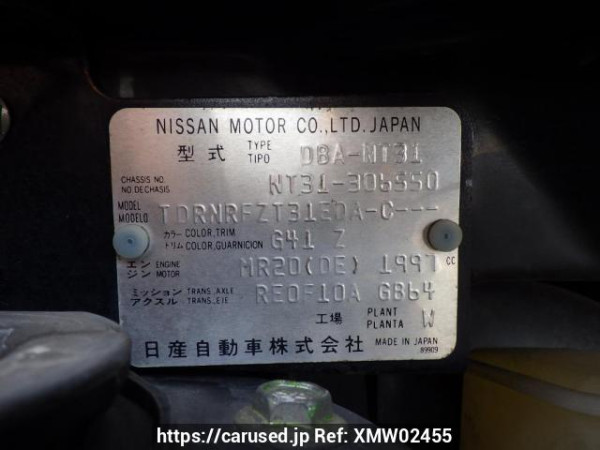 NISSAN MOTOR CO.,LTD. JAPAN
型式 TYPE TIPO DBA-NT31
CHASSIS NO. NO.DECHASIS NT31-306550
MODEL MODELO TDRNRFZT31EDA-C---
カラー COLOR,TRIM トリム COLOR,GUARNICION G41 Z
エンジン ENGINE MOTOR MR20(DE) 1997 cc
ミッション TRANS. AXLE アクスル TRANS. EJE RE0F10A GB64
工場 PLANT PLANTA W
日産自動車株式会社 MADE IN JAPAN
89909
https://carused.jp Ref: XMW02455